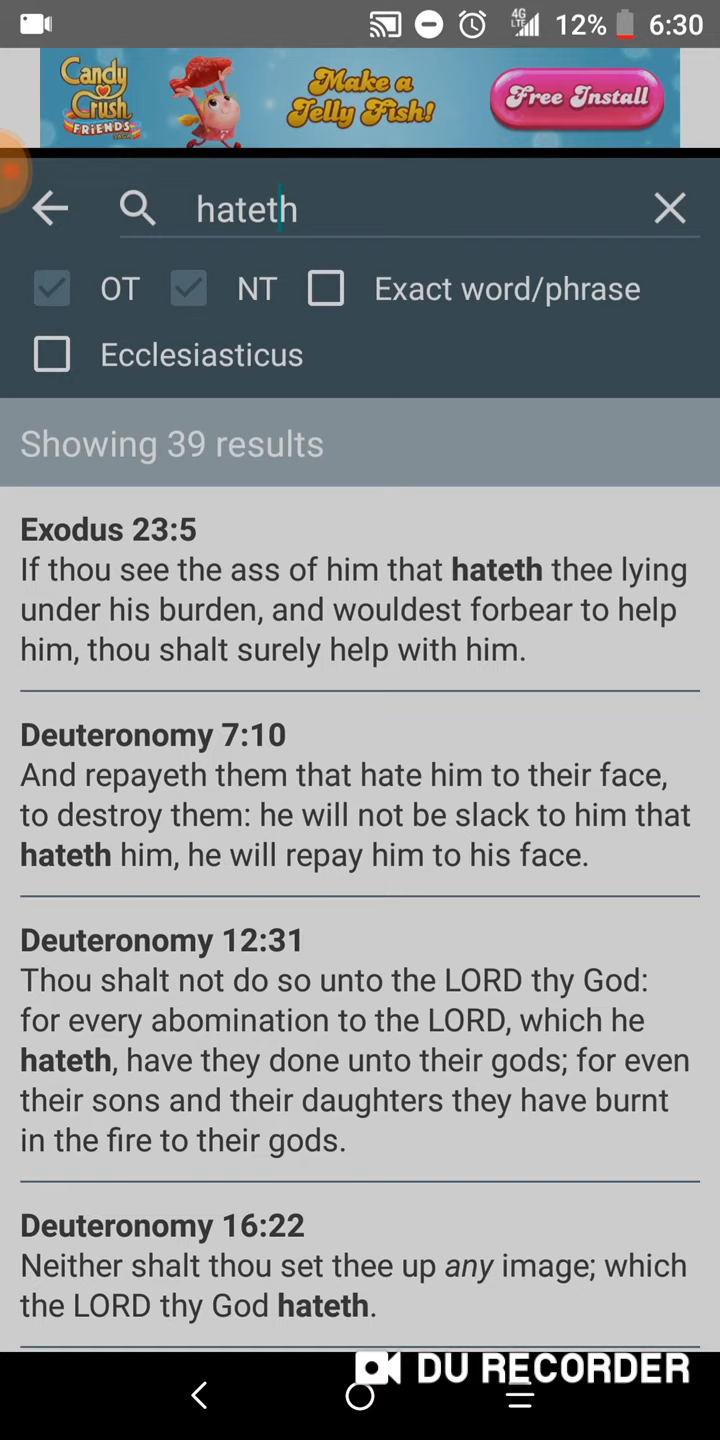 4G
LTE
12%
6:30
Candy
Crush
FRiENDS
SAGA
Make a
Jelly Fish!
Free Install
hateth
OT
NT
Exact word/phrase
Ecclesiasticus
Showing 39 results
Exodus 23:5
If thou see the ass of him that hateth thee lying
under his burden, and wouldest forbear to help
him, thou shalt surely help with him.
Deuteronomy 7:10
And repayeth them that hate him to their face,
to destroy them: he will not be slack to him that
hateth him, he will repay him to his face.
Deuteronomy 12:31
Thou shalt not do so unto the LORD thy God:
for every abomination to the LORD, which he
hateth, have they done unto their gods; for even
their sons and their daughters they have burnt
in the fire to their gods.
Deuteronomy 16:22
Neither shalt thou set thee up any image; which
the LORD thy God hateth.
DU RECORDER